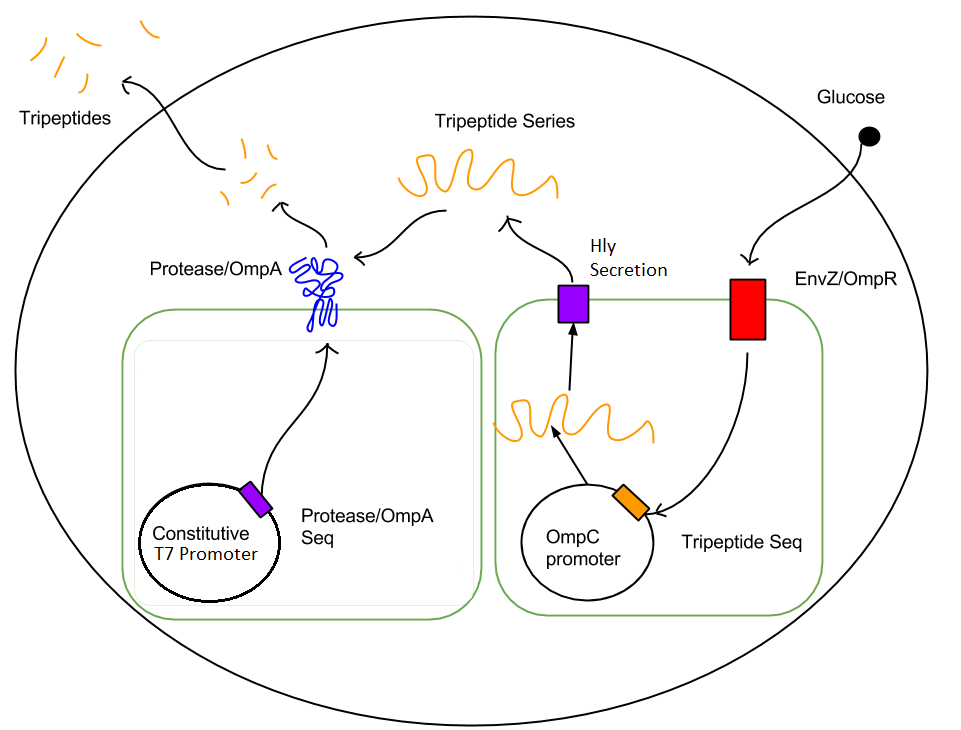 Glucose
Tripeptides
Tripeptide Series
Hly
Secretion
Protease/OmpA
EnvZ/OmpR
Constitutive
T7 Promoter
Protease/OmpA
Seq
OmpC
promoter
Tripeptide Seq